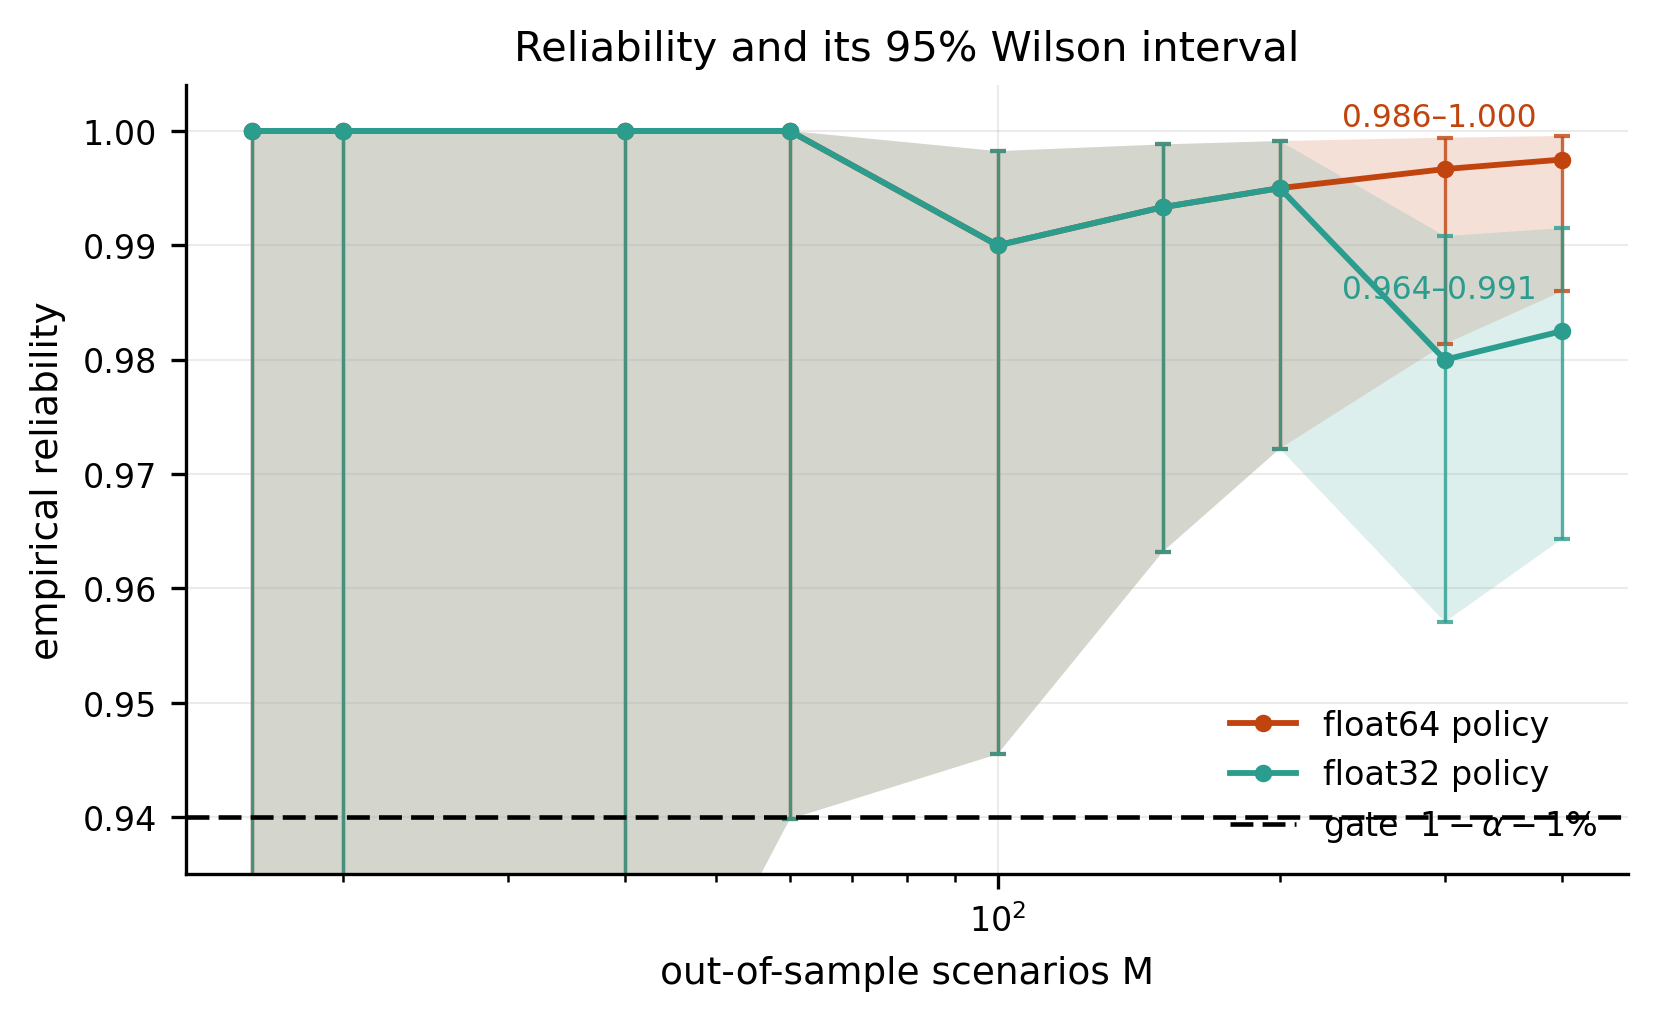 Reliability and its 95% Wilson interval
0.986–1.000
0.964–0.991
1.00
0.99
0.98
0.97
0.96
0.95
0.94
empirical reliability
float64 policy
float32 policy
gate 1 − α − 1%
10²
out-of-sample scenarios M